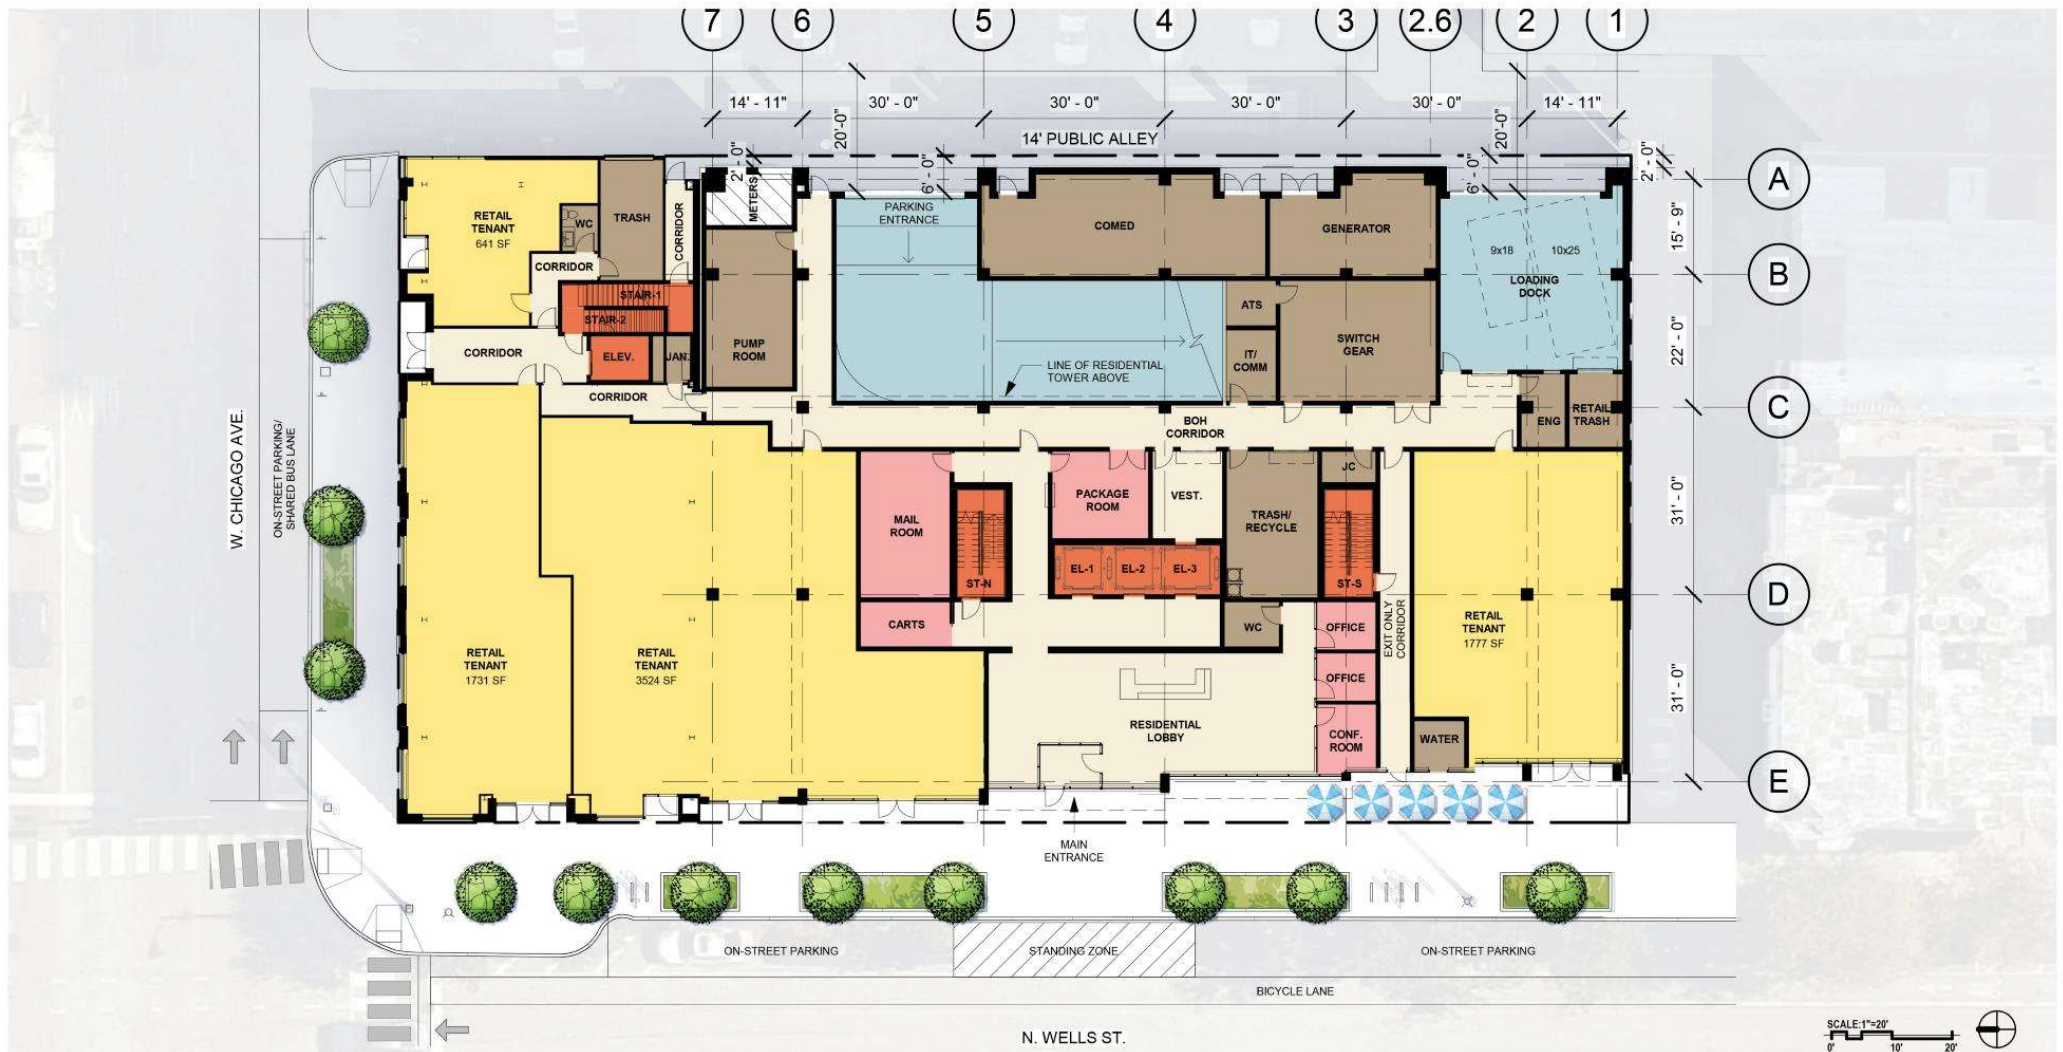 7 6 5 4 3 2.6 2 1
14' - 11" 30' - 0" 30' - 0" 30' - 0" 30' - 0" 14' - 11"
20'-0"
20'-0"
14' PUBLIC ALLEY
2' - 0"
6' - 0"
6' - 0"
2' - 0"
A
B
C
D
E
15' - 9"
22' - 0"
31' - 0"
31' - 0"
RETAIL
TENANT
641 SF
WC
TRASH
CORRIDOR
METERS
PARKING
ENTRANCE
COMED
GENERATOR
9x18
10x25
LOADING
DOCK
CORRIDOR
STAIR-1
STAIR-2
ATS
PUMP
ROOM
SWITCH
GEAR
CORRIDOR
ELEV.
JAN.
IT/
COMM
LINE OF RESIDENTIAL
TOWER ABOVE
CORRIDOR
BOH
CORRIDOR
ENG
RETAIL
TRASH
W. CHICAGO AVE.
ON-STREET PARKING/
SHARED BUS LANE
MAIL
ROOM
PACKAGE
ROOM
VEST.
TRASH/
RECYCLE
JC
ST-N
EL-1
EL-2
EL-3
ST-S
CARTS
WC
OFFICE
EXIT ONLY
CORRIDOR
RETAIL
TENANT
1777 SF
RETAIL
TENANT
1731 SF
RETAIL
TENANT
3524 SF
OFFICE
RESIDENTIAL
LOBBY
CONF.
ROOM
WATER
MAIN
ENTRANCE
ON-STREET PARKING
STANDING ZONE
ON-STREET PARKING
BICYCLE LANE
N. WELLS ST.
SCALE:1"=20'
0' 10' 20'